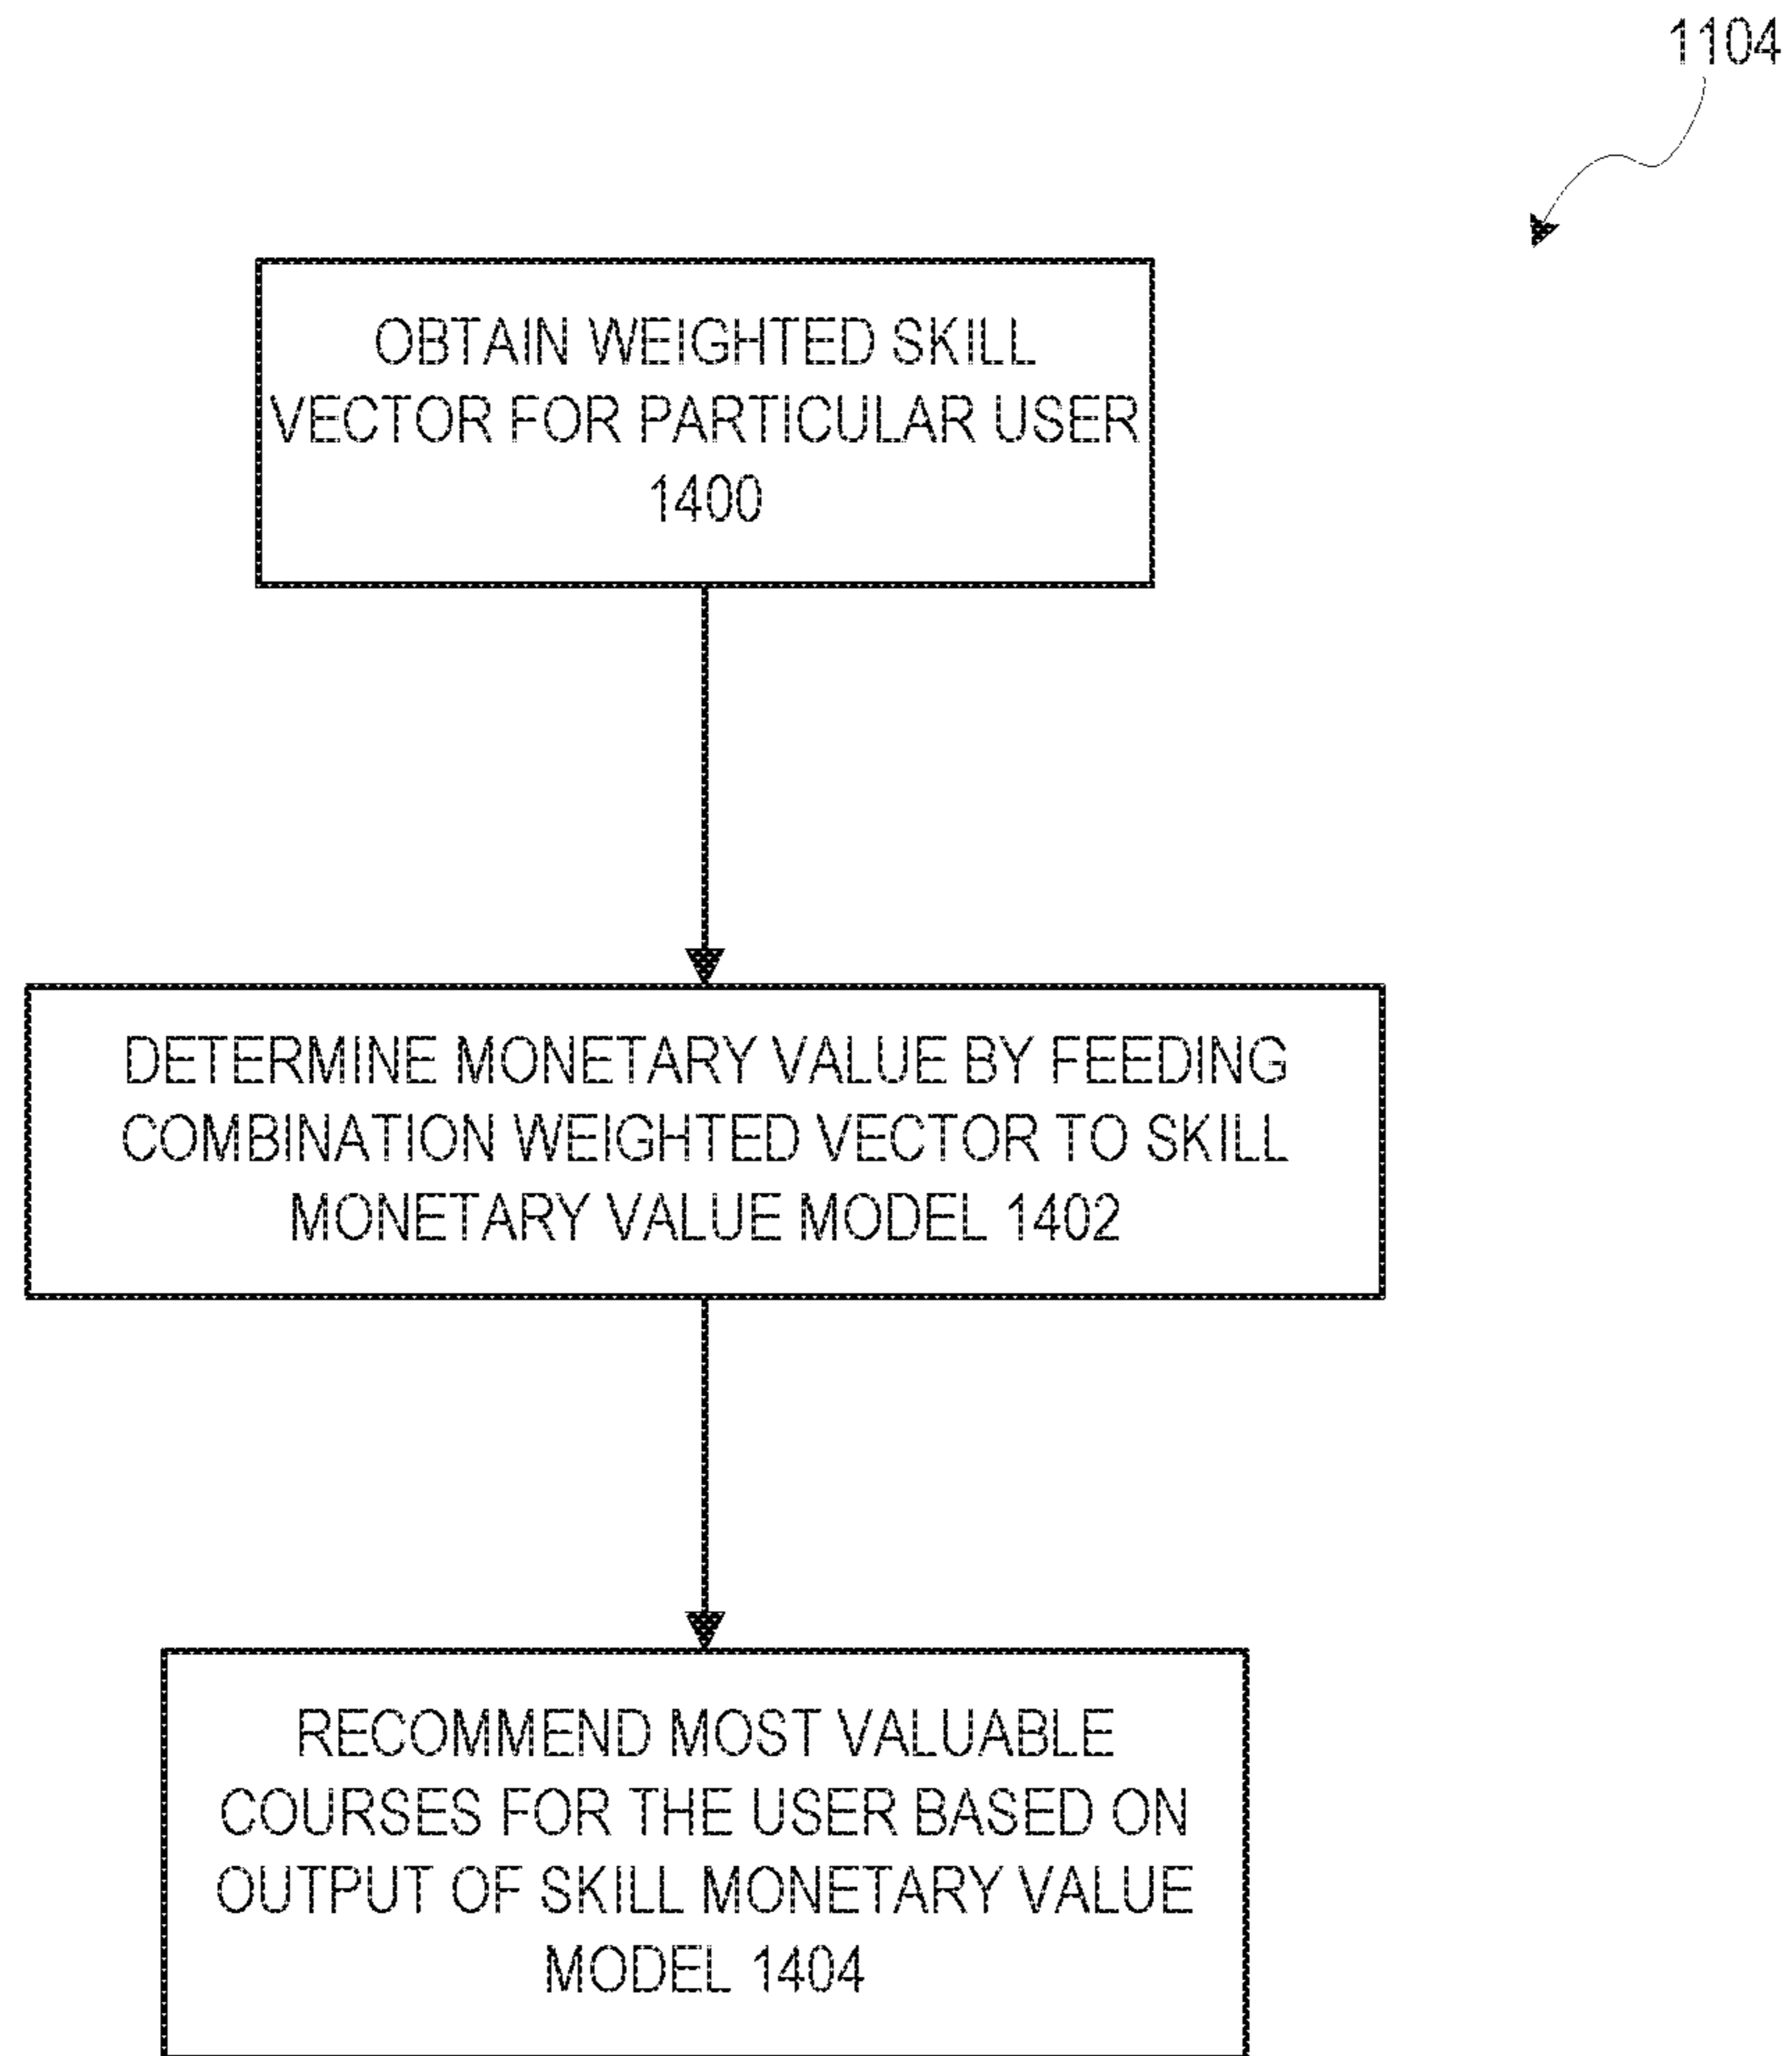 1104
OBTAIN WEIGHTED SKILL
VECTOR FOR PARTICULAR USER
1400
DETERMINE MONETARY VALUE BY FEEDING
COMBINATION WEIGHTED VECTOR TO SKILL
MONETARY VALUE MODEL 1402
RECOMMEND MOST VALUABLE
COURSES FOR THE USER BASED ON
OUTPUT OF SKILL MONETARY VALUE
MODEL 1404